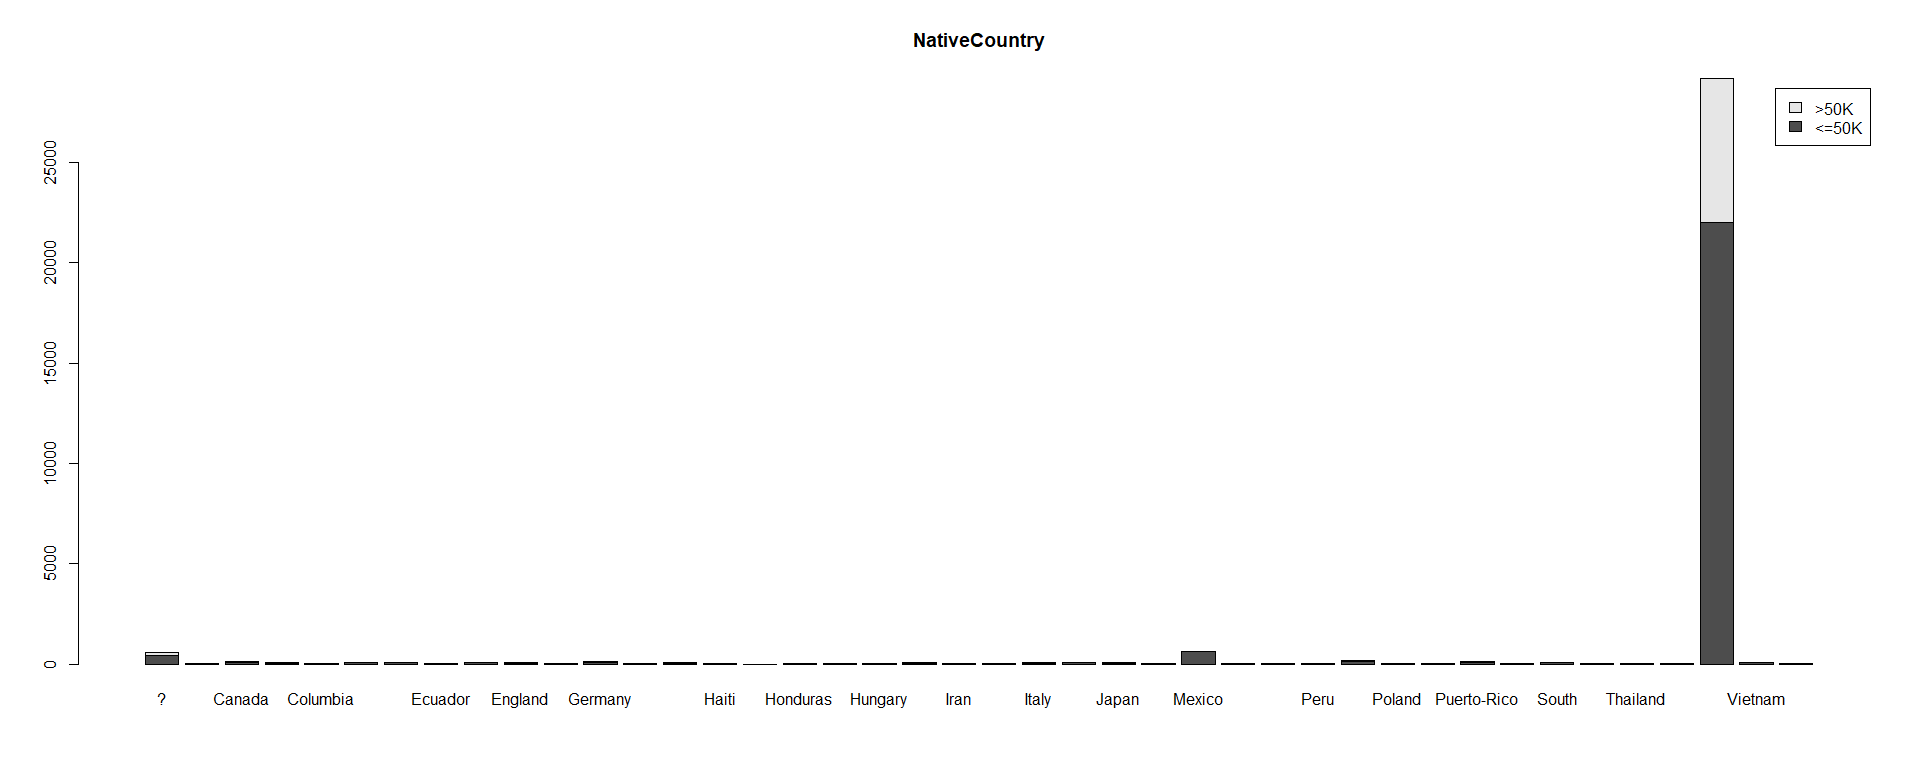 NativeCountry
>50K
<=50K
25000
20000
15000
10000
5000
0
? Canada Columbia Ecuador England Germany Haiti Honduras Hungary Iran Italy Japan Mexico Peru Poland Puerto-Rico South Thailand Vietnam